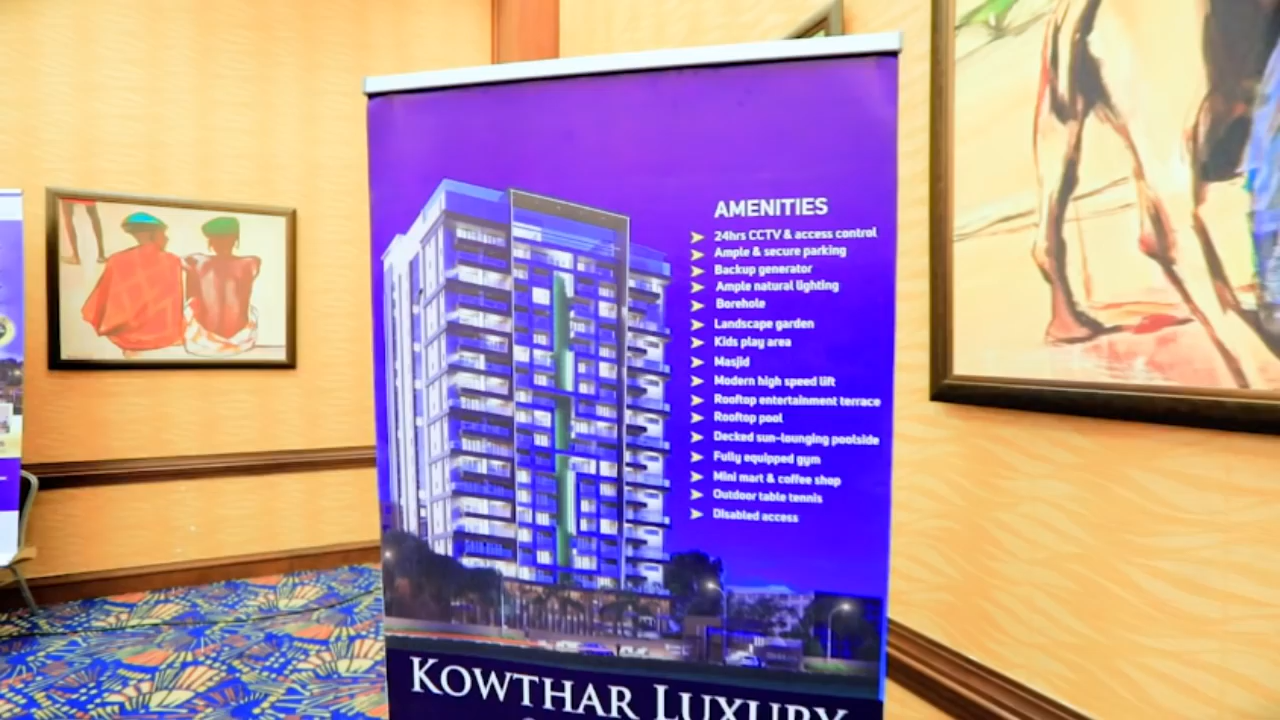 AMENITIES
24hrs CCTV & access control
Ample & secure parking
Backup generator
Ample natural lighting
Borehole
Landscape garden
Kids play area
Masjid
Modern high speed lift
Rooftop entertainment terrace
Rooftop pool
Decked sun-lounging poolside
Fully equipped gym
Mini mart & coffee shop
Outdoor table tennis
Disabled access
KOWTHAR LUXURY